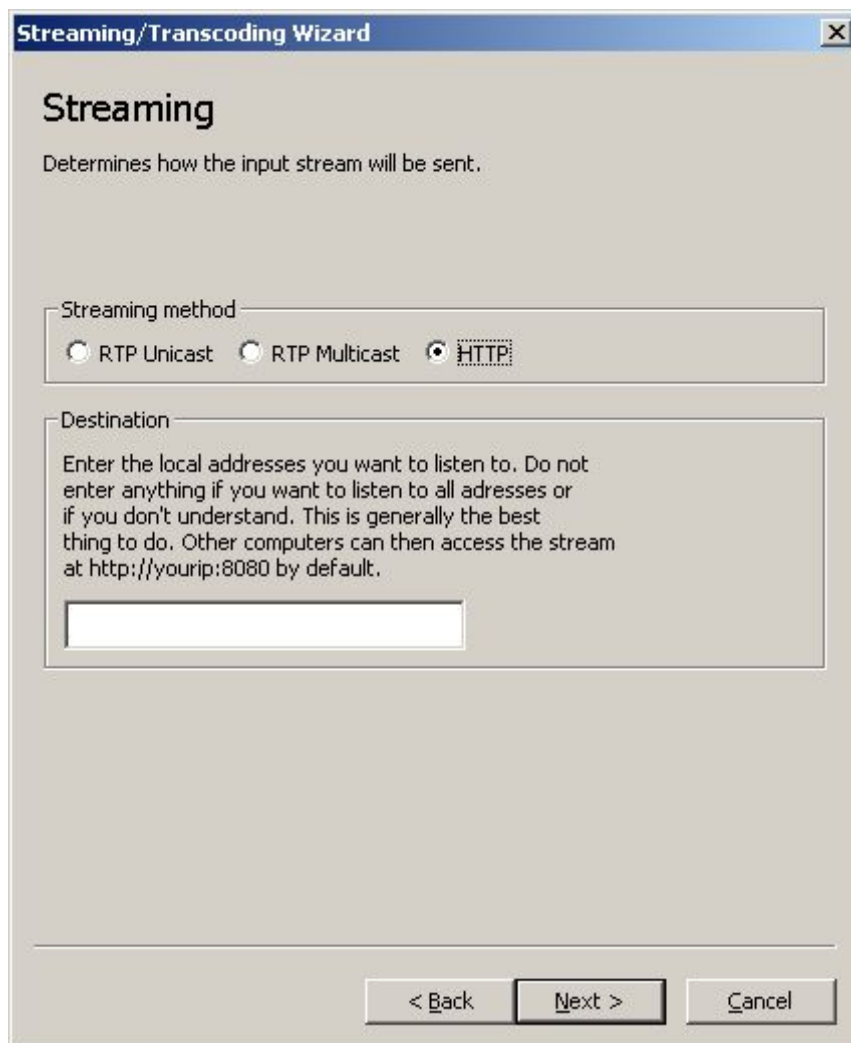 Streaming/Transcoding Wizard
Streaming
Determines how the input stream will be sent.
Streaming method
RTP Unicast RTP Multicast HTTP
Destination
Enter the local addresses you want to listen to. Do not
enter anything if you want to listen to all adresses or
if you don't understand. This is generally the best
thing to do. Other computers can then access the stream
at http://yourip:8080 by default.
< Back Next > Cancel